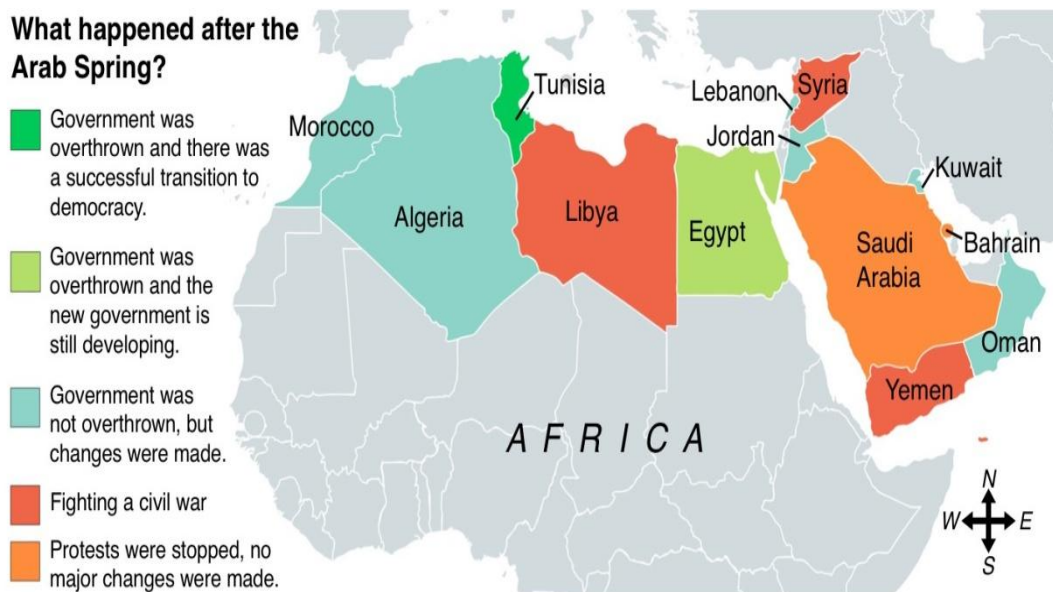 What happened after the
Arab Spring?
Government was
overthrown and there was
a successful transition to
democracy.
Government was
overthrown and the
new government is
still developing.
Government was
not overthrown, but
changes were made.
Fighting a civil war
Protests were stopped, no
major changes were made.
Morocco
Algeria
Tunisia
Libya
Egypt
Lebanon
Syria
Jordan
Kuwait
Saudi
Arabia
Bahrain
Oman
Yemen
AFRICA
N
W E
S